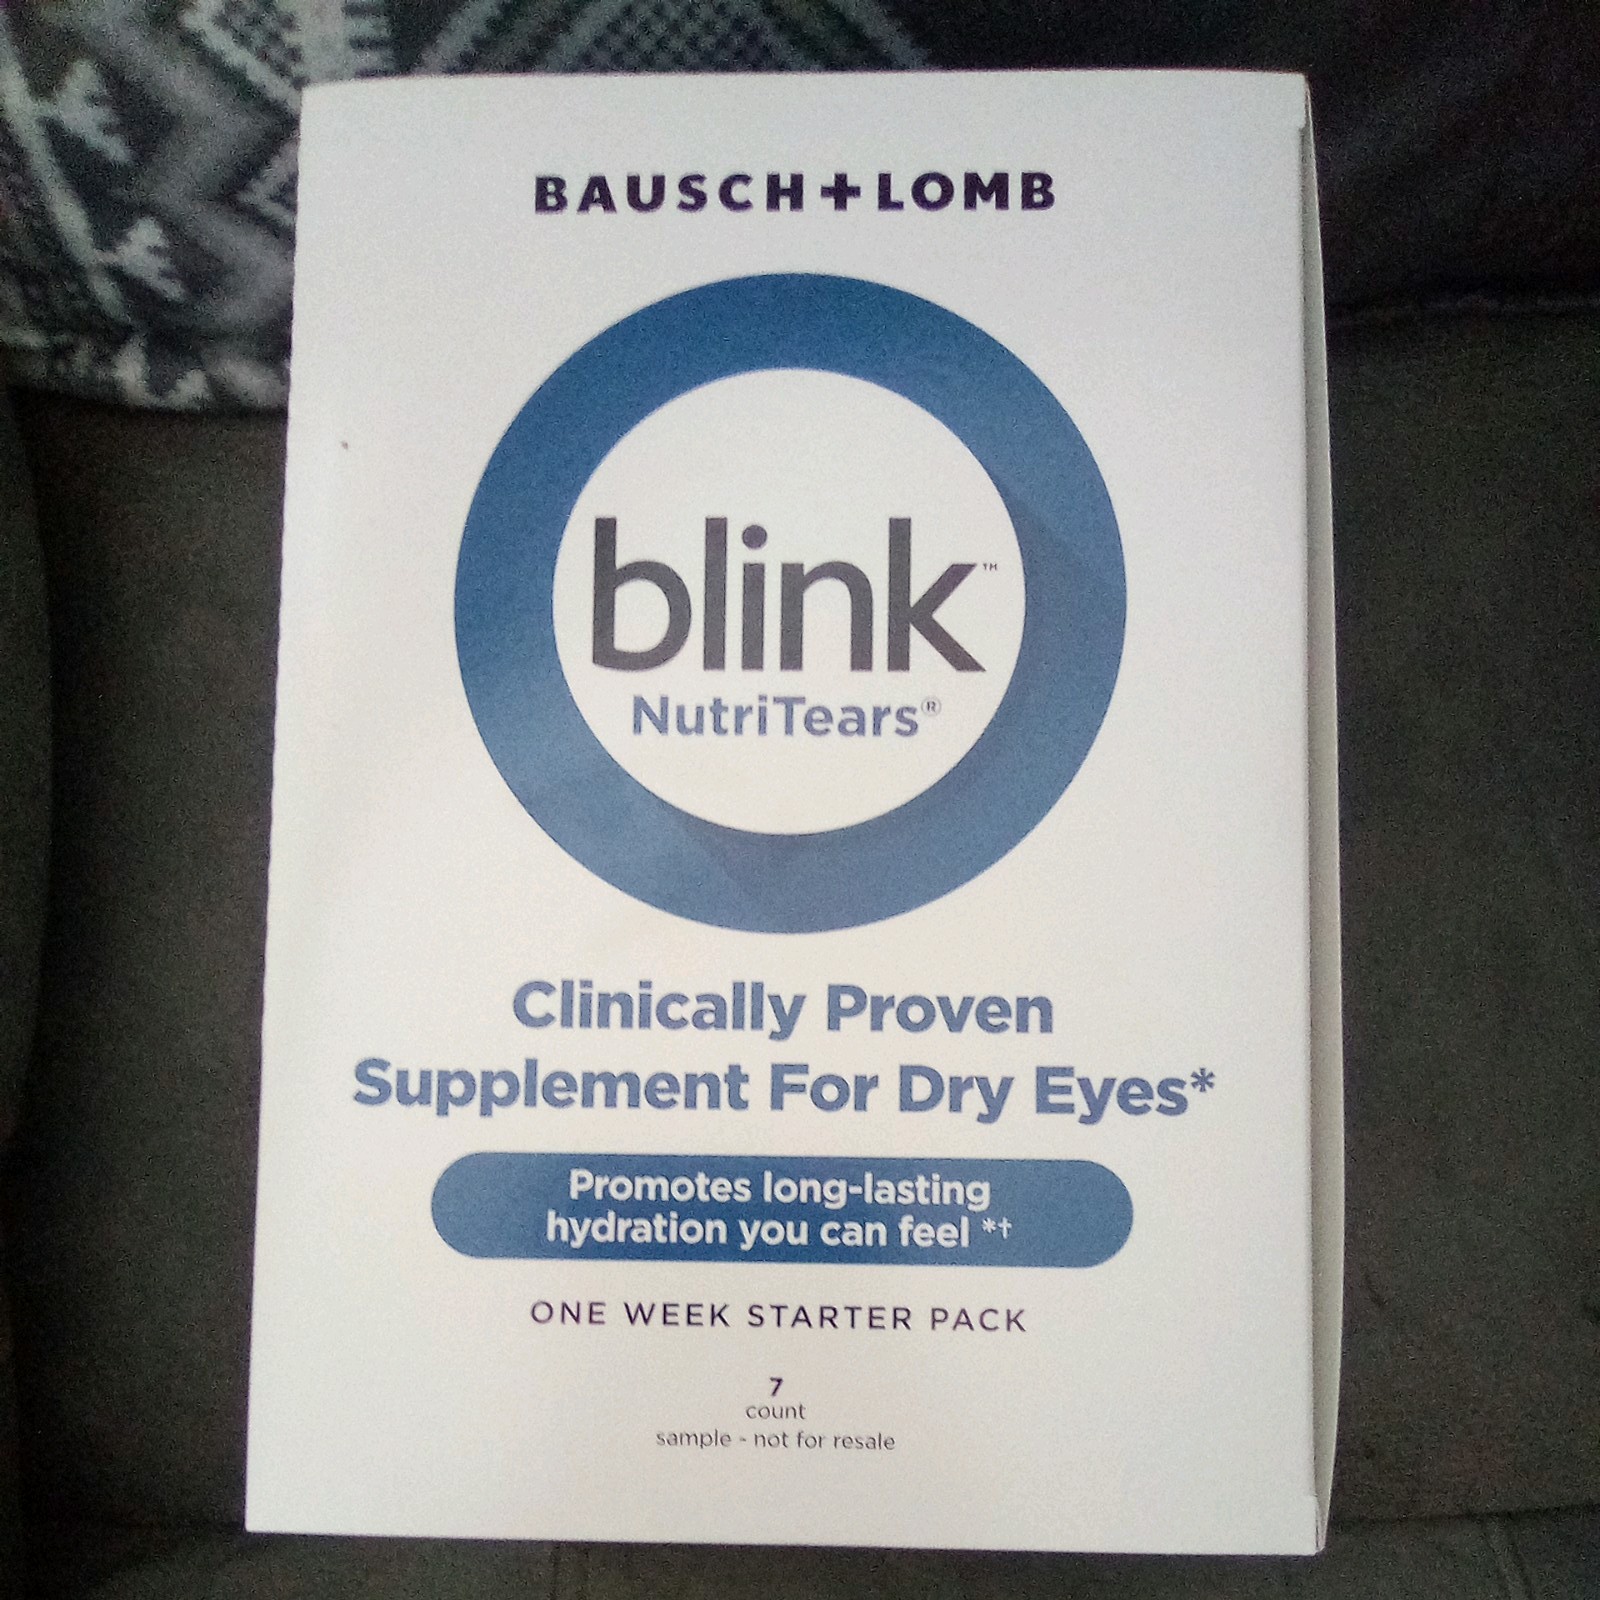 BAUSCH+LOMB
blink™
NutriTears®
Clinically Proven
Supplement For Dry Eyes*
Promotes long-lasting
hydration you can feel *†
ONE WEEK STARTER PACK
7
count
sample - not for resale